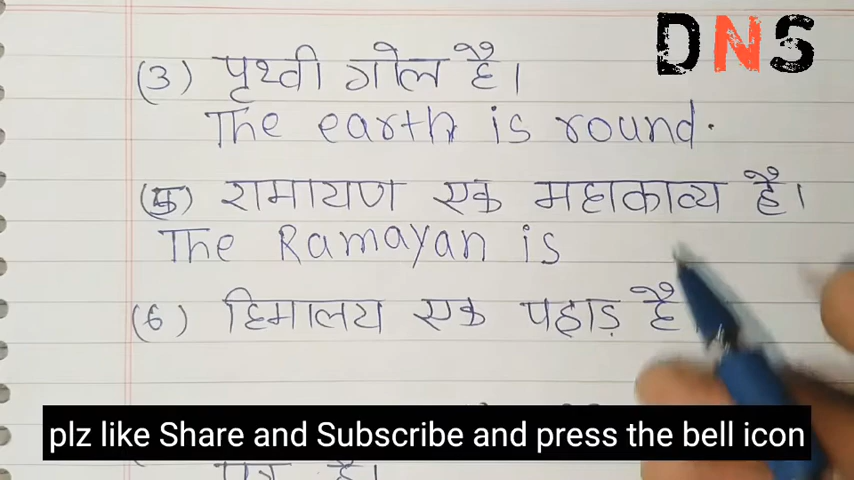 DNS
(3) पृथ्वी गोल है।
The earth is round.
(5) रामायण एक महाकाव्य है।
The Ramayan is
(6) हिमालय एक पहाड़ है
plz like Share and Subscribe and press the bell icon
है।